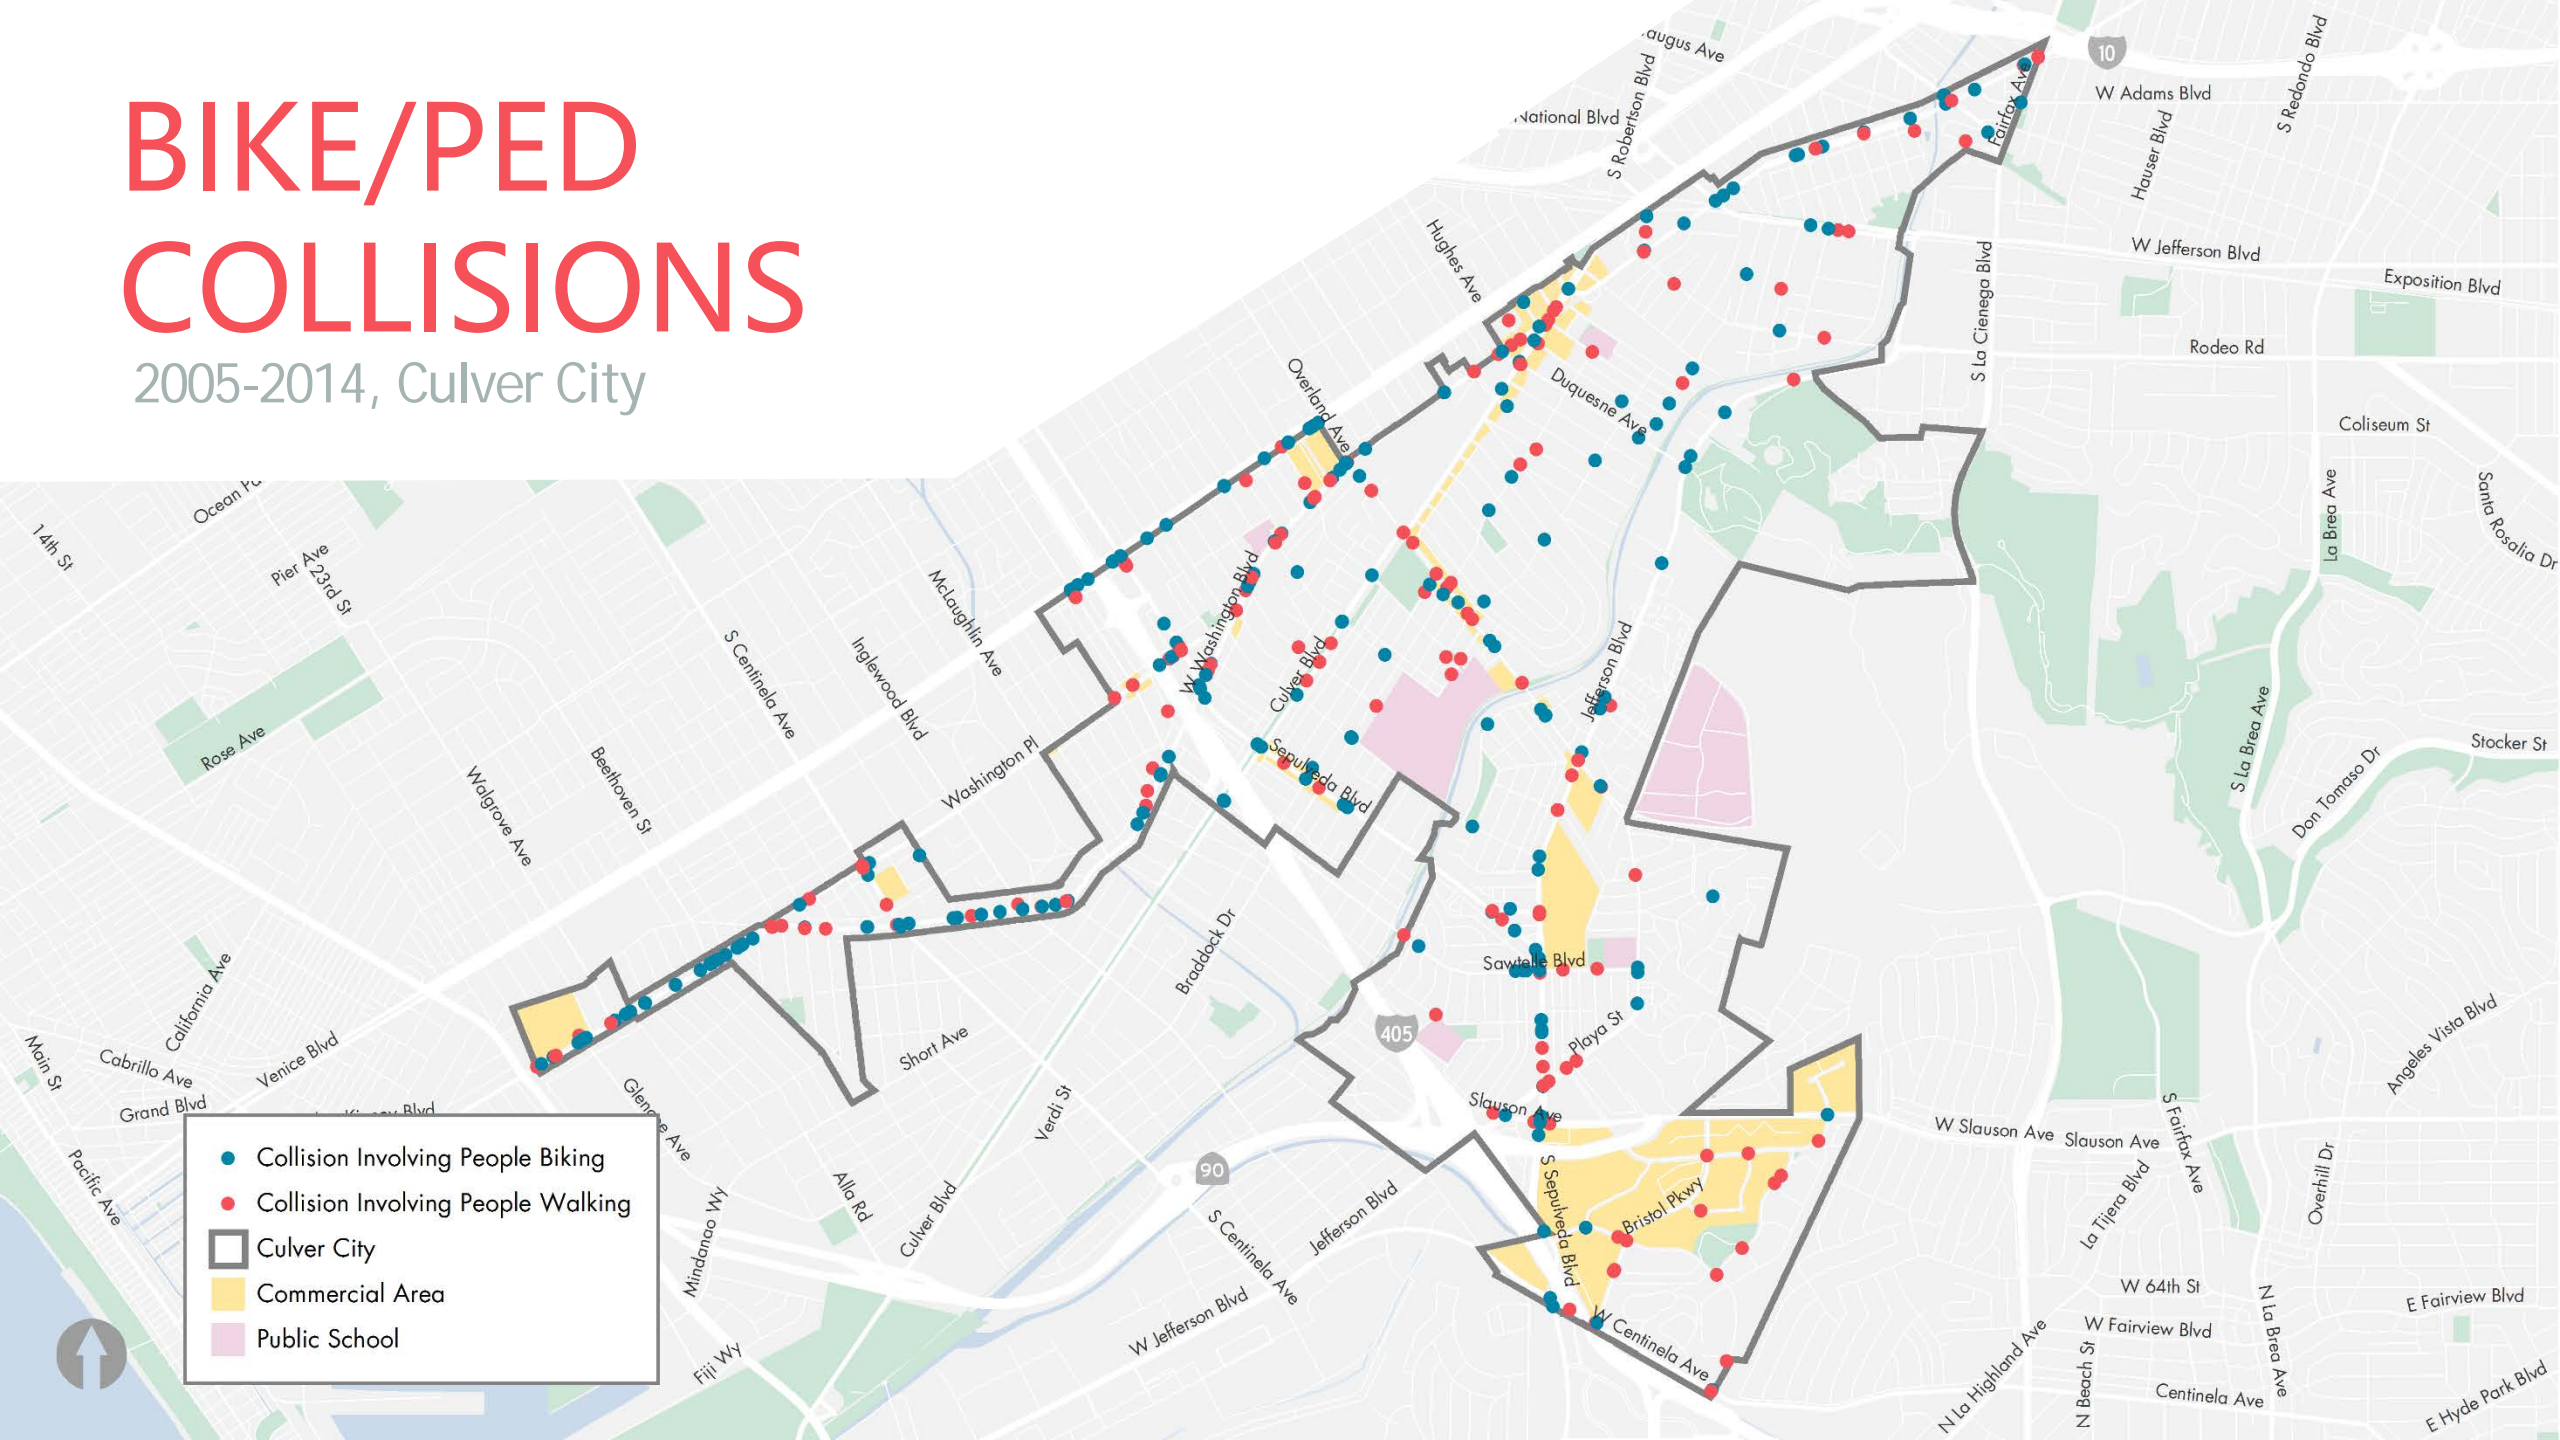 BIKE/PED
COLLISIONS
2005-2014, Culver City
augus Ave
National Blvd
S Robertson Blvd
10
W Adams Blvd
S Redondo Blvd
Fairfax Ave
Hauser Blvd
W Jefferson Blvd
Exposition Blvd
Hughes Ave
S La Cienega Blvd
Rodeo Rd
Overland Ave
Duquesne Ave
Coliseum St
La Brea Ave
Santa Rosalia Dr
Ocean
14th St
Pier Ave
23rd St
McLaughlin Ave
W Washington Blvd
S Centinela Ave
Inglewood Blvd
Culver Blvd
Jefferson Blvd
Rose Ave
Beethoven St
Walgrove Ave
Washington Pl
Sepulveda Blvd
S La Brea Ave
Stocker St
Don Tomaso Dr
Braddock Dr
Sawtelle Blvd
California Ave
Main St
Cabrillo Ave
Grand Blvd
Venice Blvd
Short Ave
405
Playa St
Angeles Vista Blvd
Blvd
Verdi St
Slauson Ave
W Slauson Ave
Slauson Ave
S Fairfax Ave
Pacific Ave
Alla Rd
90
Culver Blvd
Mindanao Wy
S Centinela Ave
Jefferson Blvd
S Sepulveda Blvd
Bristol Pkwy
La Tijera Blvd
Overhill Dr
W 64th St
N La Brea Ave
E Fairview Blvd
W Fairview Blvd
W Jefferson Blvd
Fiji Wy
W Centinela Ave
N La Highland Ave
N Beach St
Centinela Ave
E Hyde Park Blvd
Collision Involving People Biking
Collision Involving People Walking
Culver City
Commercial Area
Public School